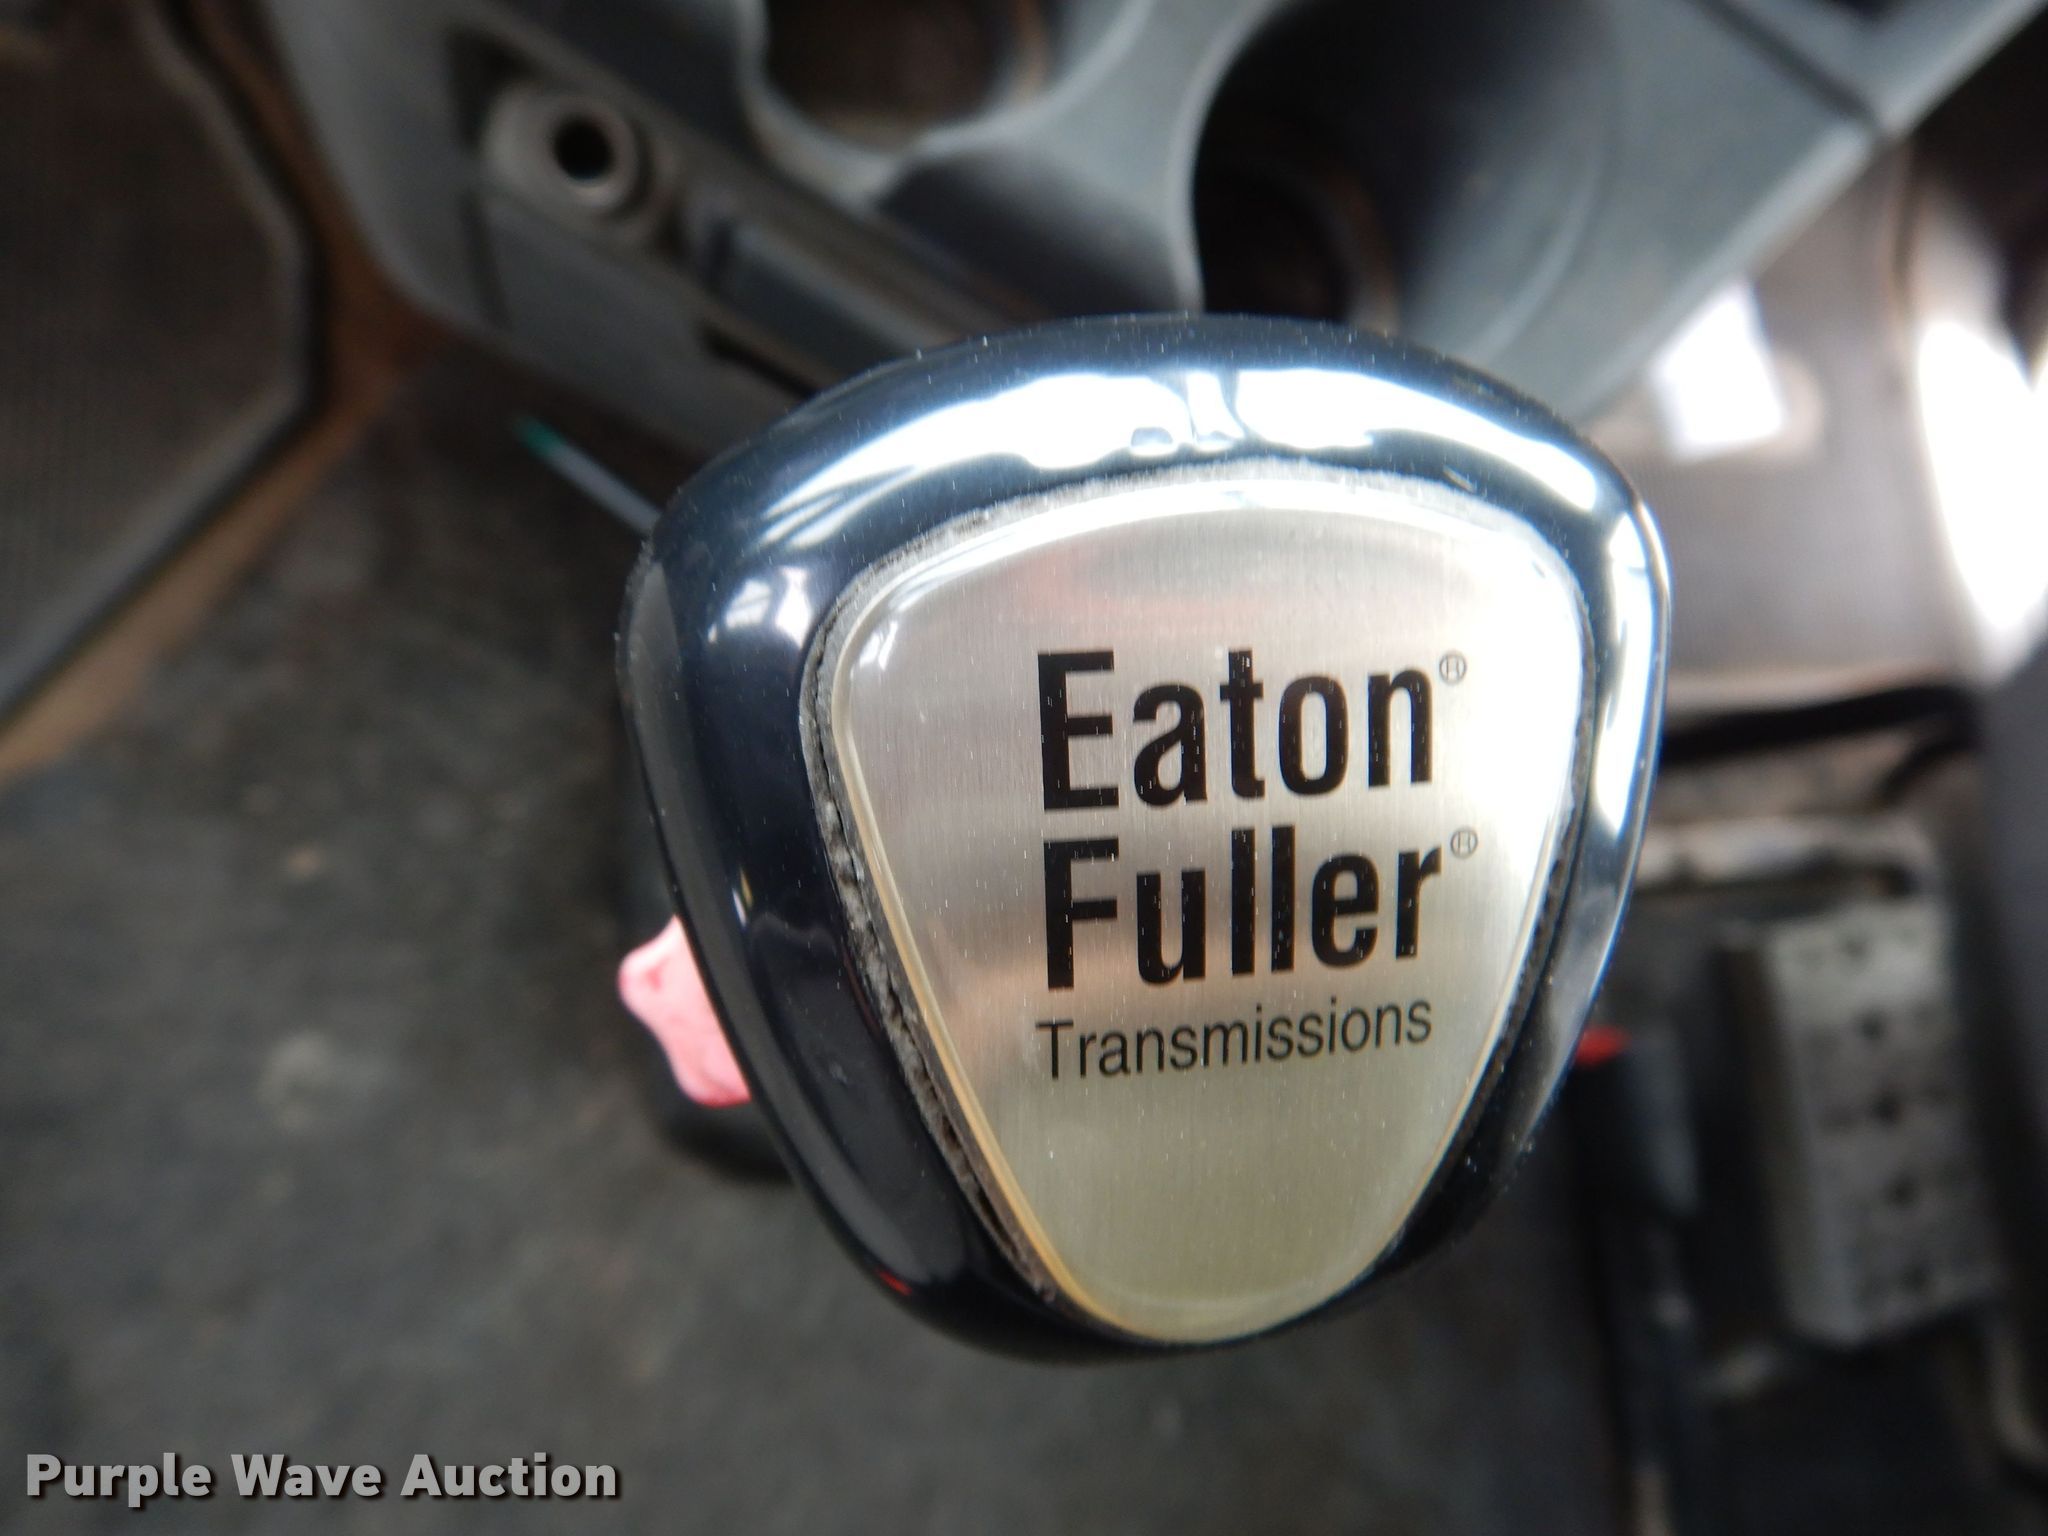 Eaton®
Fuller®
Transmissions
Purple Wave Auction